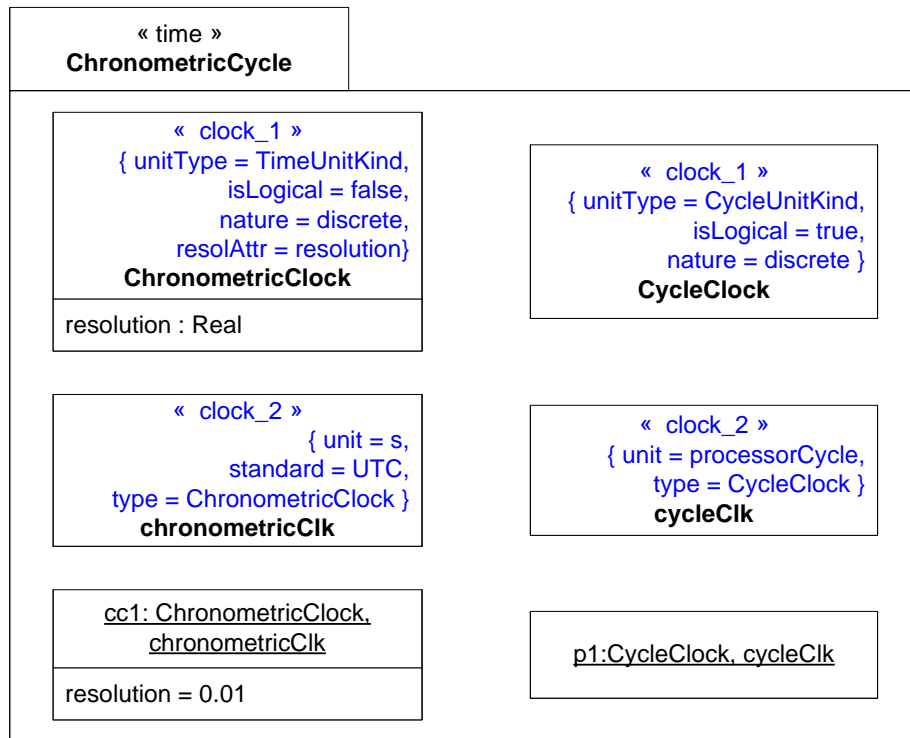 « time »
ChronometricCycle
« clock_1 »
{ unitType = TimeUnitKind,
isLogical = false,
nature = discrete,
resolAttr = resolution}
ChronometricClock
resolution : Real
« clock_1 »
{ unitType = CycleUnitKind,
isLogical = true,
nature = discrete }
CycleClock
« clock_2 »
{ unit = s,
standard = UTC,
type = ChronometricClock }
chronometricClk
« clock_2 »
{ unit = processorCycle,
type = CycleClock }
cycleClk
cc1: ChronometricClock,
chronometricClk
resolution = 0.01
p1:CycleClock, cycleClk